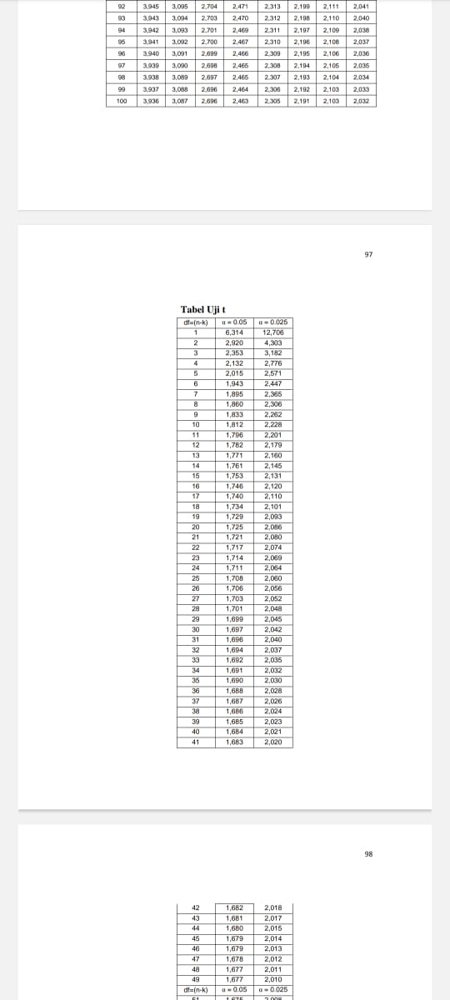 92 3,945 3,095 2,704 2,471 2,313 2,199 2,111 2,041
93 3,943 3,094 2,703 2,470 2,312 2,198 2,110 2,040
94 3,942 3,093 2,701 2,469 2,311 2,197 2,109 2,038
95 3,941 3,092 2,700 2,467 2,310 2,196 2,108 2,037
96 3,940 3,091 2,699 2,466 2,309 2,195 2,106 2,036
97 3,939 3,090 2,698 2,465 2,308 2,194 2,105 2,035
98 3,938 3,089 2,697 2,465 2,307 2,193 2,104 2,034
99 3,937 3,088 2,696 2,464 2,306 2,192 2,103 2,033
100 3,936 3,087 2,696 2,463 2,305 2,191 2,103 2,032
97
Tabel Uji t
df=(n-k) α = 0.05 α = 0.025
1 6,314 12,706
2 2,920 4,303
3 2,353 3,182
4 2,132 2,776
5 2,015 2,571
6 1,943 2,447
7 1,895 2,365
8 1,860 2,306
9 1,833 2,262
10 1,812 2,228
11 1,796 2,201
12 1,782 2,179
13 1,771 2,160
14 1,761 2,145
15 1,753 2,131
16 1,746 2,120
17 1,740 2,110
18 1,734 2,101
19 1,729 2,093
20 1,725 2,086
21 1,721 2,080
22 1,717 2,074
23 1,714 2,069
24 1,711 2,064
25 1,708 2,060
26 1,706 2,056
27 1,703 2,052
28 1,701 2,048
29 1,699 2,045
30 1,697 2,042
31 1,696 2,040
32 1,694 2,037
33 1,692 2,035
34 1,691 2,032
35 1,690 2,030
36 1,688 2,028
37 1,687 2,026
38 1,686 2,024
39 1,685 2,023
40 1,684 2,021
41 1,683 2,020
98
42 1,682 2,018
43 1,681 2,017
44 1,680 2,015
45 1,679 2,014
46 1,679 2,013
47 1,678 2,012
48 1,677 2,011
49 1,677 2,010
df=(n-k) α = 0.05 α = 0.025